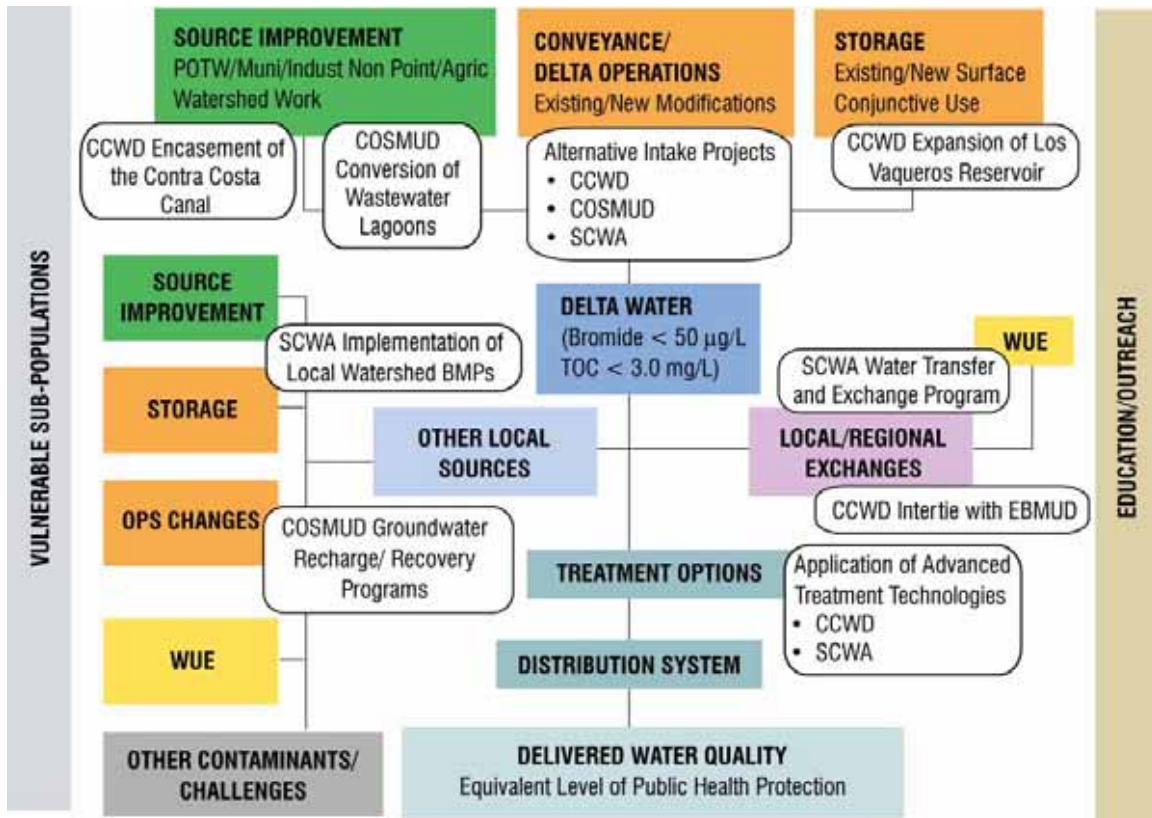 SOURCE IMPROVEMENT
POTW/Muni/Indust Non Point/Agric
Watershed Work
CONVEYANCE/
DELTA OPERATIONS
Existing/New Modifications
STORAGE
Existing/New Surface
Conjunctive Use
CCWD Encasement of
the Contra Costa
Canal
COSMUD
Conversion of
Wastewater
Lagoons
Alternative Intake Projects
• CCWD
• COSMUD
• SCWA
CCWD Expansion of Los
Vaqueros Reservoir
VULNERABLE SUB-POPULATIONS
EDUCATION/OUTREACH
SOURCE
IMPROVEMENT
SCWA Implementation of
Local Watershed BMPs
DELTA WATER
(Bromide < 50 µg/L
TOC < 3.0 mg/L)
WUE
SCWA Water Transfer
and Exchange Program
STORAGE
OTHER LOCAL
SOURCES
LOCAL/REGIONAL
EXCHANGES
CCWD Intertie with EBMUD
OPS CHANGES
COSMUD Groundwater
Recharge/ Recovery
Programs
TREATMENT OPTIONS
Application of Advanced
Treatment Technologies
• CCWD
• SCWA
WUE
DISTRIBUTION SYSTEM
OTHER CONTAMINANTS/
CHALLENGES
DELIVERED WATER QUALITY
Equivalent Level of Public Health Protection